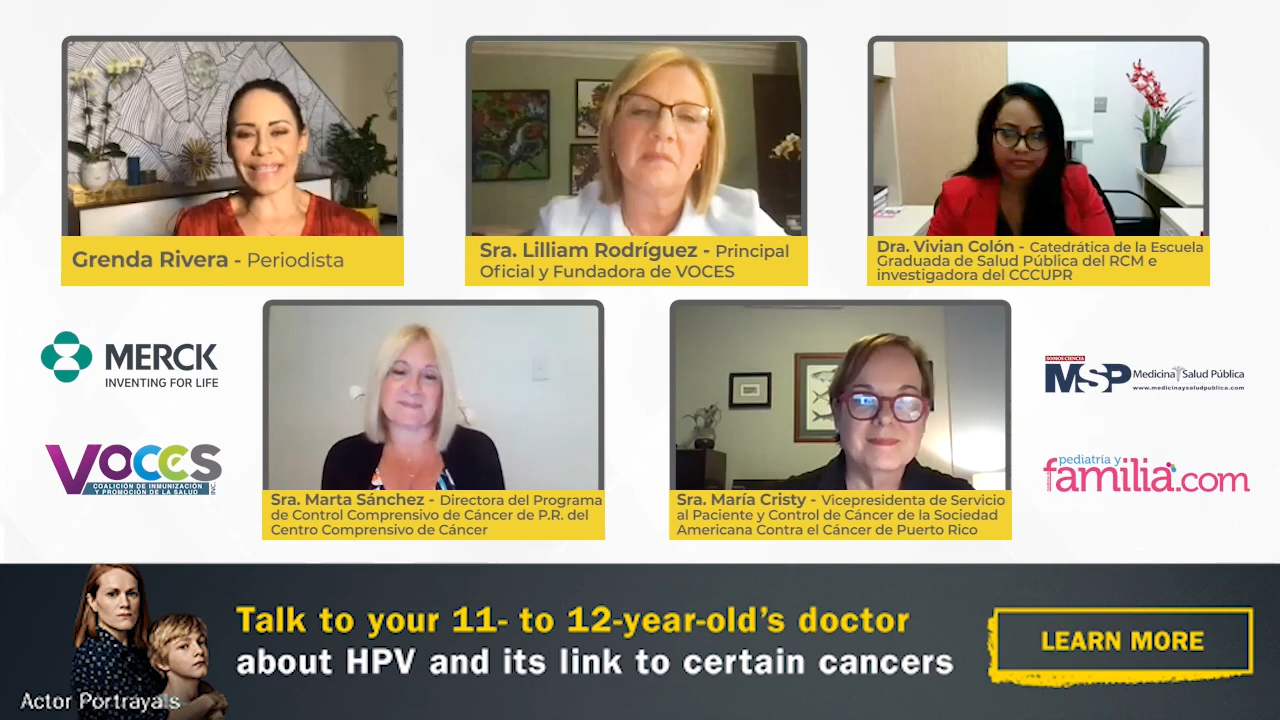 Grenda Rivera - Periodista
Sra. Lilliam Rodríguez - Principal
Oficial y Fundadora de VOCES
Dra. Vivian Colón - Catedrática de la Escuela
Graduada de Salud Pública del RCM e
investigadora del CCCUPR
MERCK
INVENTING FOR LIFE
VOCES INC.
COALICIÓN DE INMUNIZACIÓN
Y PROMOCIÓN DE LA SALUD
Sra. Marta Sánchez - Directora del Programa
de Control Comprensivo de Cáncer de P.R. del
Centro Comprensivo de Cáncer
Sra. María Cristy - Vicepresidenta de Servicio
al Paciente y Control de Cáncer de la Sociedad
Americana Contra el Cáncer de Puerto Rico
SOMOS CIENCIA
MSP Medicina Salud Pública
www.medicinaysaludpublica.com
pediatría y
familia.com
Talk to your 11- to 12-year-old's doctor
about HPV and its link to certain cancers
LEARN MORE
Actor Portrayals